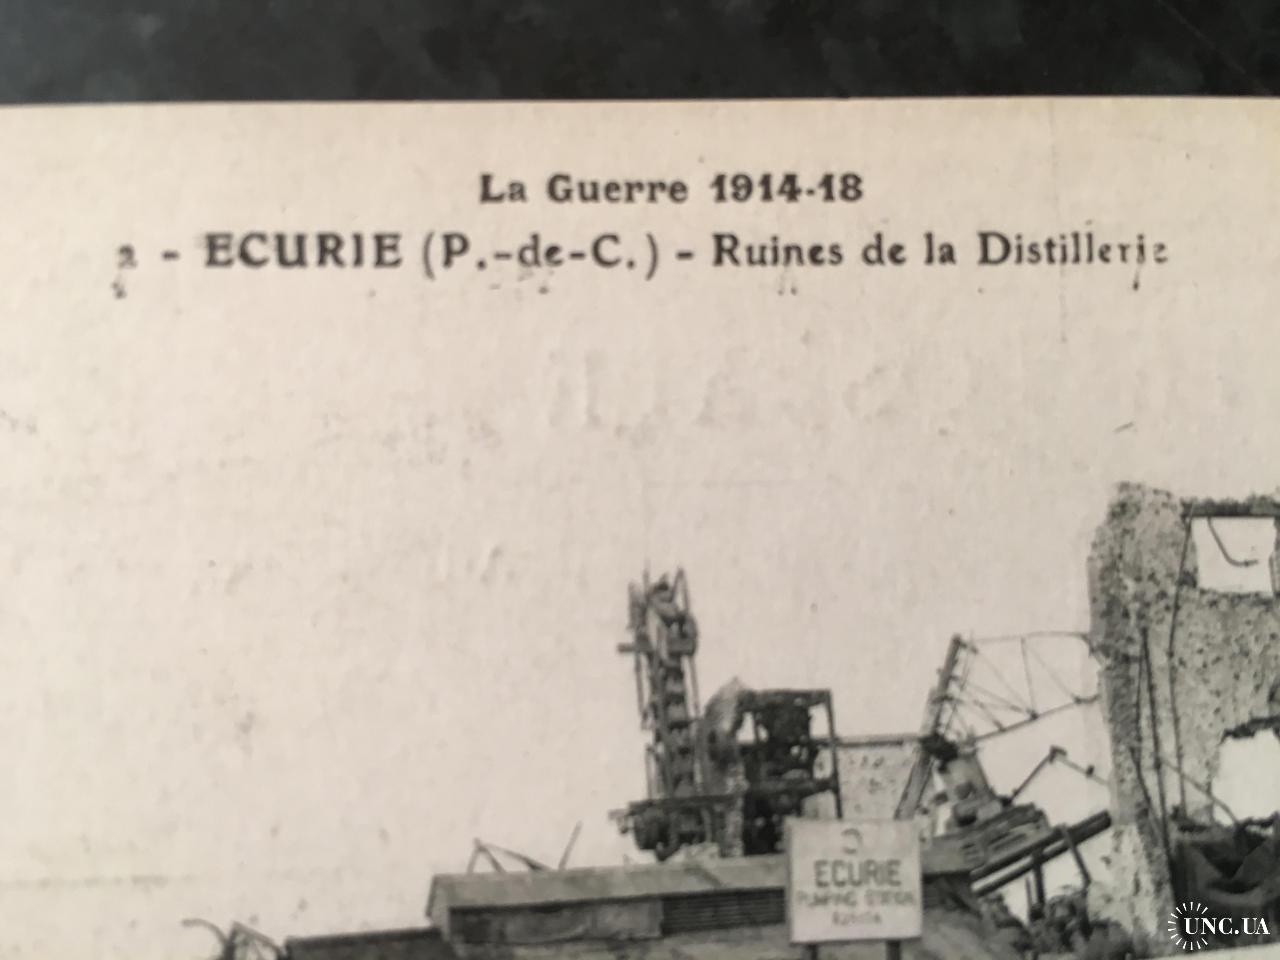 La Guerre 1914-18
2 - ECURIE (P.-de-C.) - Ruines de la Distillerie
ECURIE
PUMPING STATION
UNC.UA